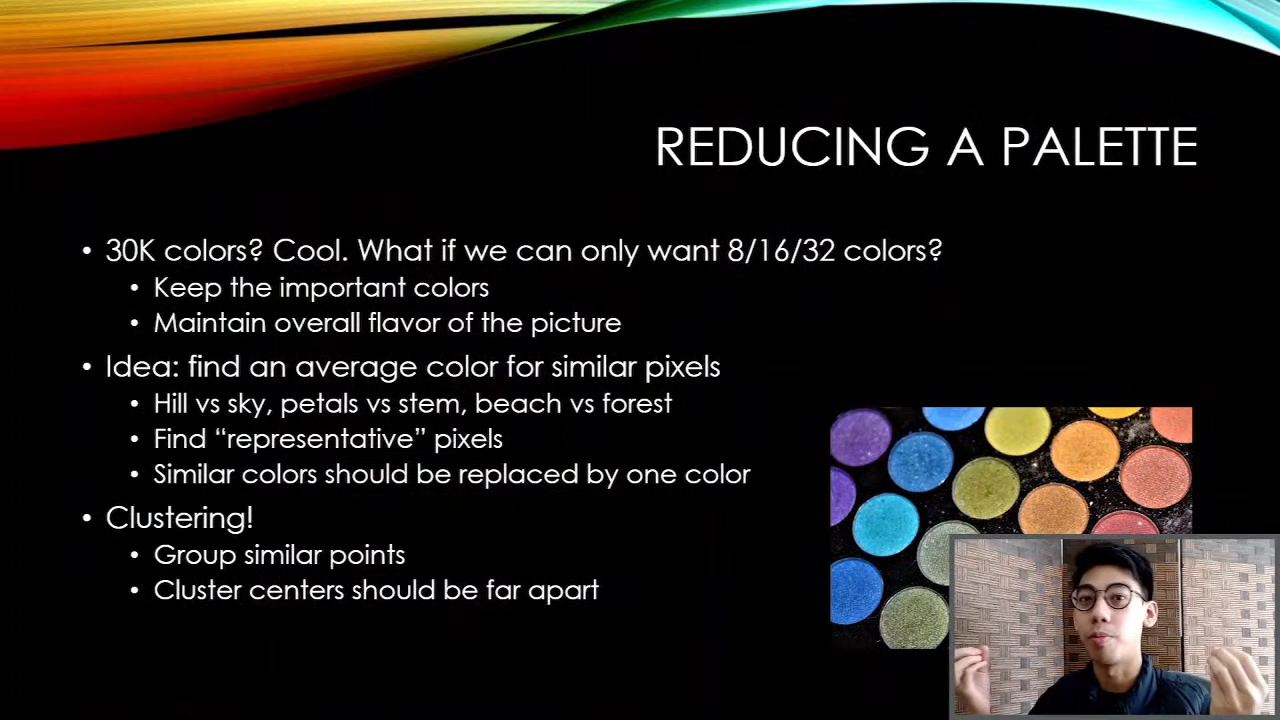 REDUCING A PALETTE
• 30K colors? Cool. What if we can only want 8/16/32 colors?
• Keep the important colors
• Maintain overall flavor of the picture
• Idea: find an average color for similar pixels
• Hill vs sky, petals vs stem, beach vs forest
• Find “representative” pixels
• Similar colors should be replaced by one color
• Clustering!
• Group similar points
• Cluster centers should be far apart